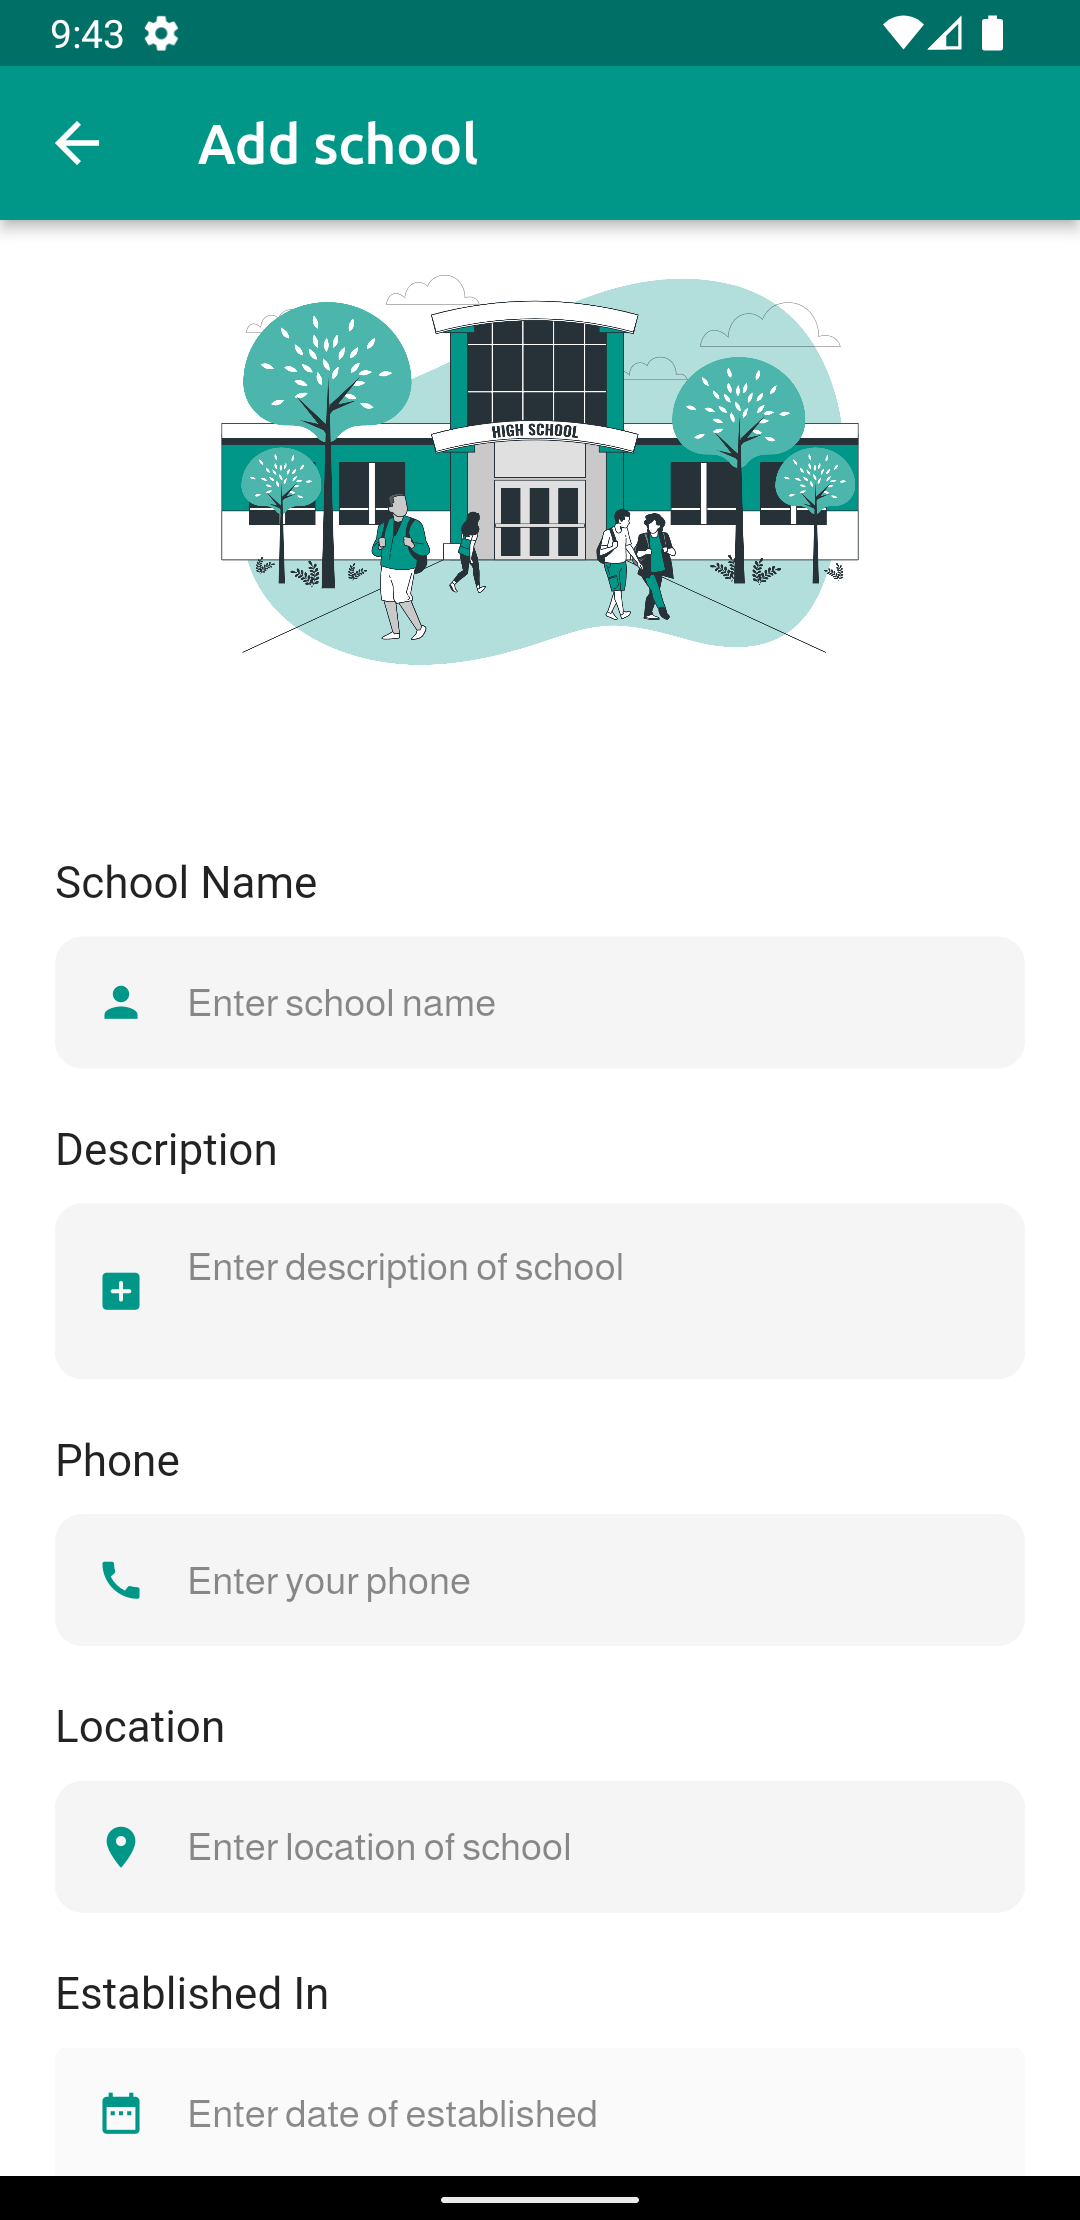 9:43
Add school
HIGH SCHOOL
School Name
Enter school name
Description
Enter description of school
Phone
Enter your phone
Location
Enter location of school
Established In
Enter date of established